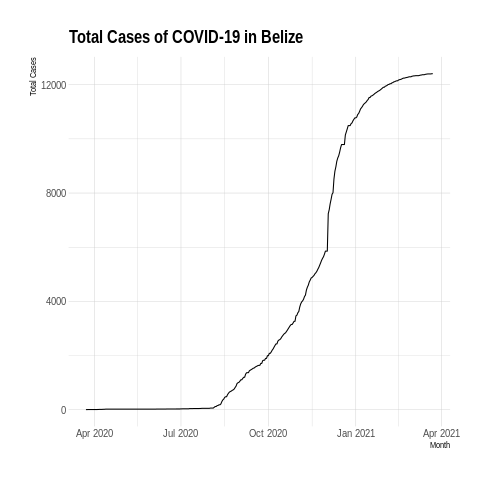 Total Cases of COVID-19 in Belize
Total Cases
12000
8000
4000
0
Apr 2020 Jul 2020 Oct 2020 Jan 2021 Apr 2021
Month